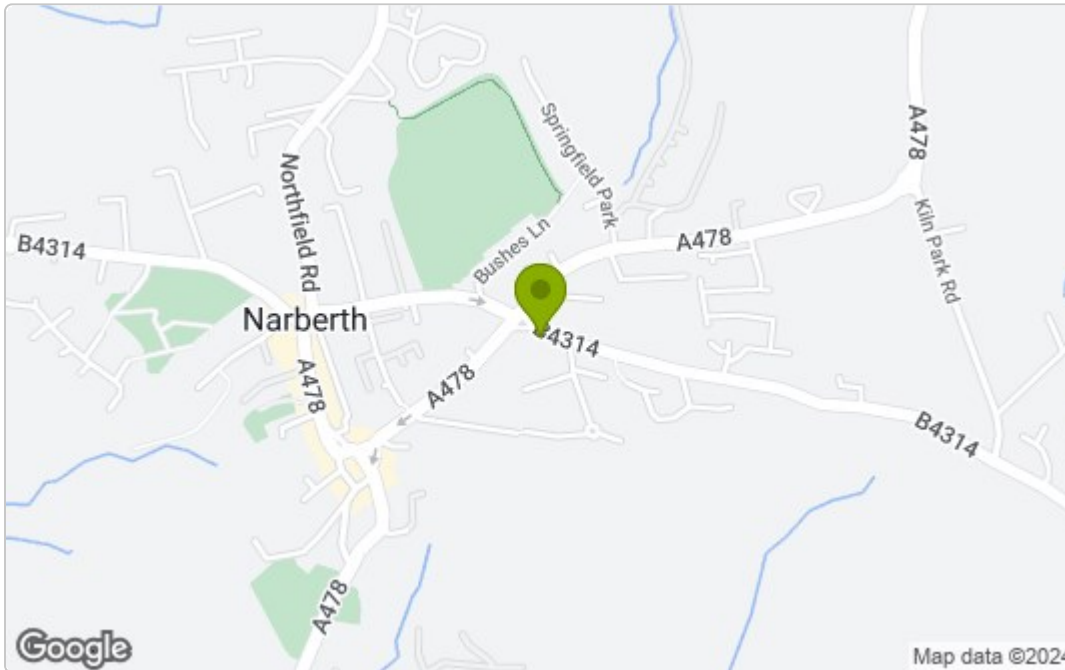 Northfield Rd
Springfield Park
A478
Kiln Park Rd
B4314
Bushes Ln
A478
Narberth
B4314
A478
A478
B4314
A478
Google
Map data ©2024